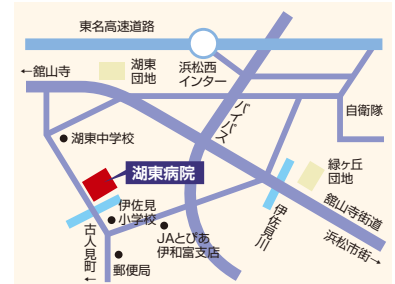 東名高速道路
←舘山寺
湖東
団地
浜松西
インター
バイパス
自衛隊
湖東中学校
湖東病院
緑ヶ丘
団地
伊佐見
小学校
舘山寺街道
伊佐見川
JAとぴあ
伊和富支店
古人見町←
浜松市街→
郵便局